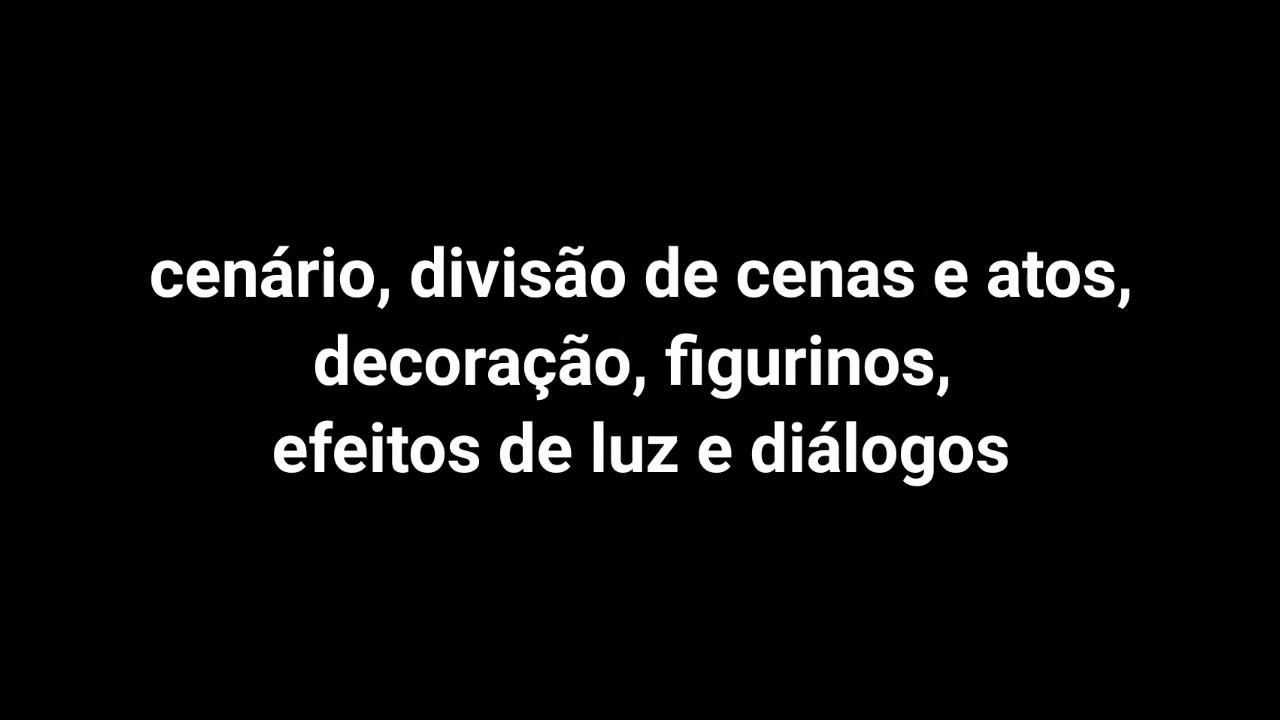 cenário, divisão de cenas e atos,
decoração, figurinos,
efeitos de luz e diálogos